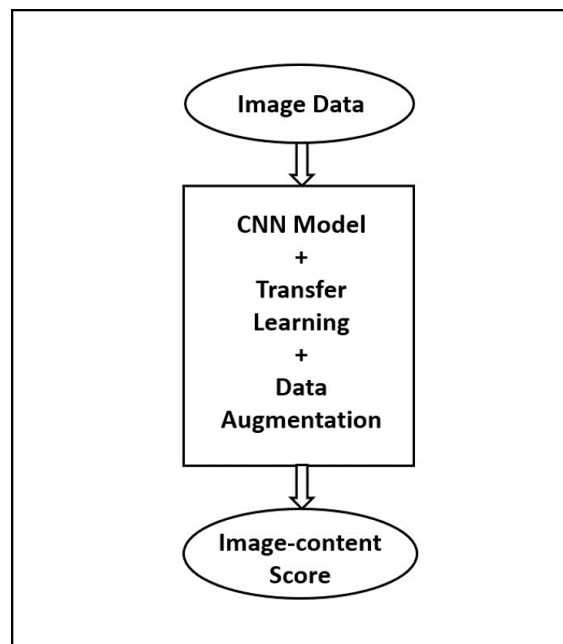 Image Data
CNN Model
+
Transfer
Learning
+
Data
Augmentation
Image-content
Score